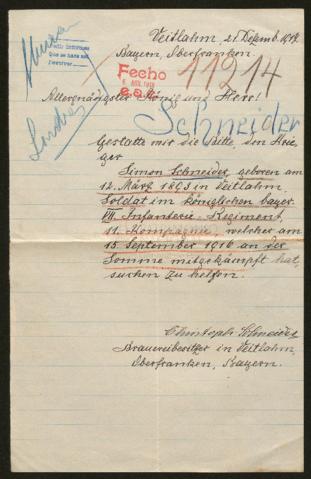 Veitlahm, 21. Dezemb. 1919.
Bayern, Oberfranken.
Fecho
11214
Allergnädigster König und Herr!
Schneider
Gestatte mir die Bitte, den Krie-
ger
Simon Schneider, geboren am
12. März 1893 in Veitlahm,
Soldat im königlichen bayer.
VII. Infanterie-Regiment,
11. Kompagnie, welcher am
15. September 1916 an der
Somme mitgekämpft hat,
suchen zu helfen.
Christoph Schneider
Brauereibesitzer in Veitlahm,
Oberfranken, Bayern.